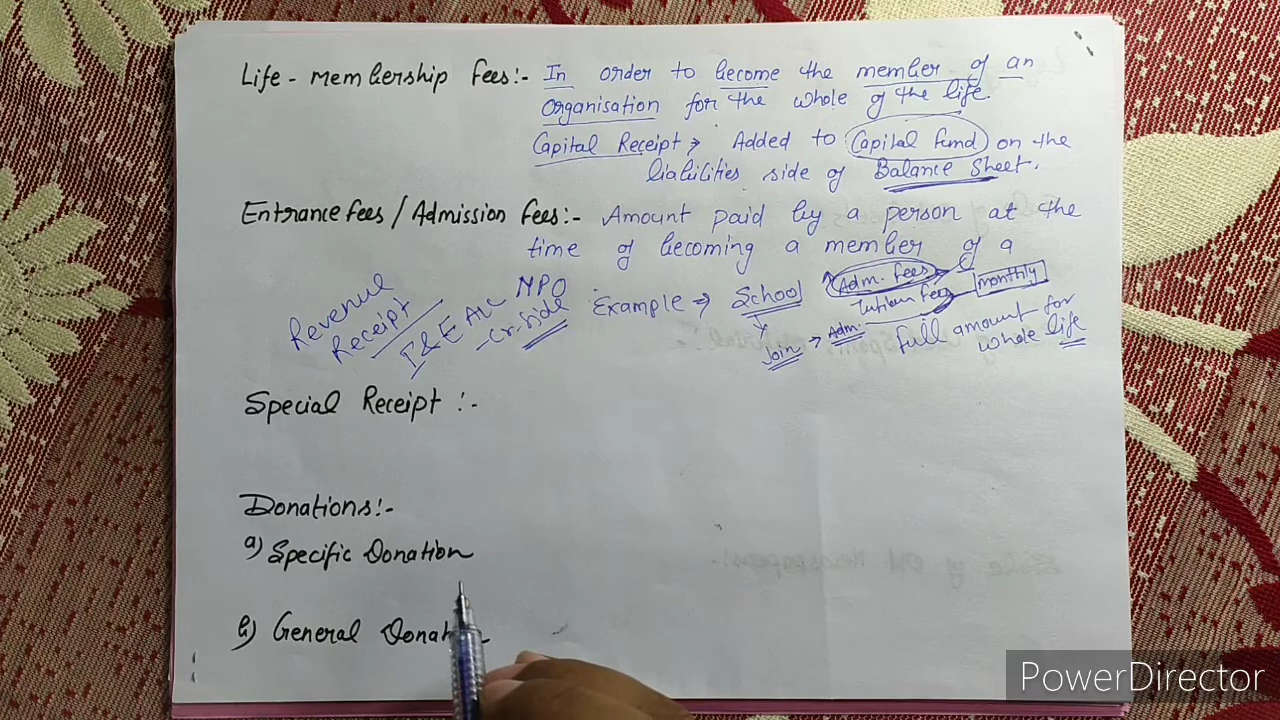 Life - Membership Fees:- In order to become the member of an
Organisation for the whole of the life.
Capital Receipt → Added to Capital Fund on the
liabilities side of Balance Sheet.
Entrance fees / Admission fees:- Amount paid by a person at the
time of becoming a member of a
NPO Example → School Adm. fees monthly
Tution fees
Revenue
Receipt
I & E A/c
- Cr. Side
Join → Adm. full amount for
whole life
Special Receipt :-
Donations:-
a) Specific Donation
b) General Donat
PowerDirector